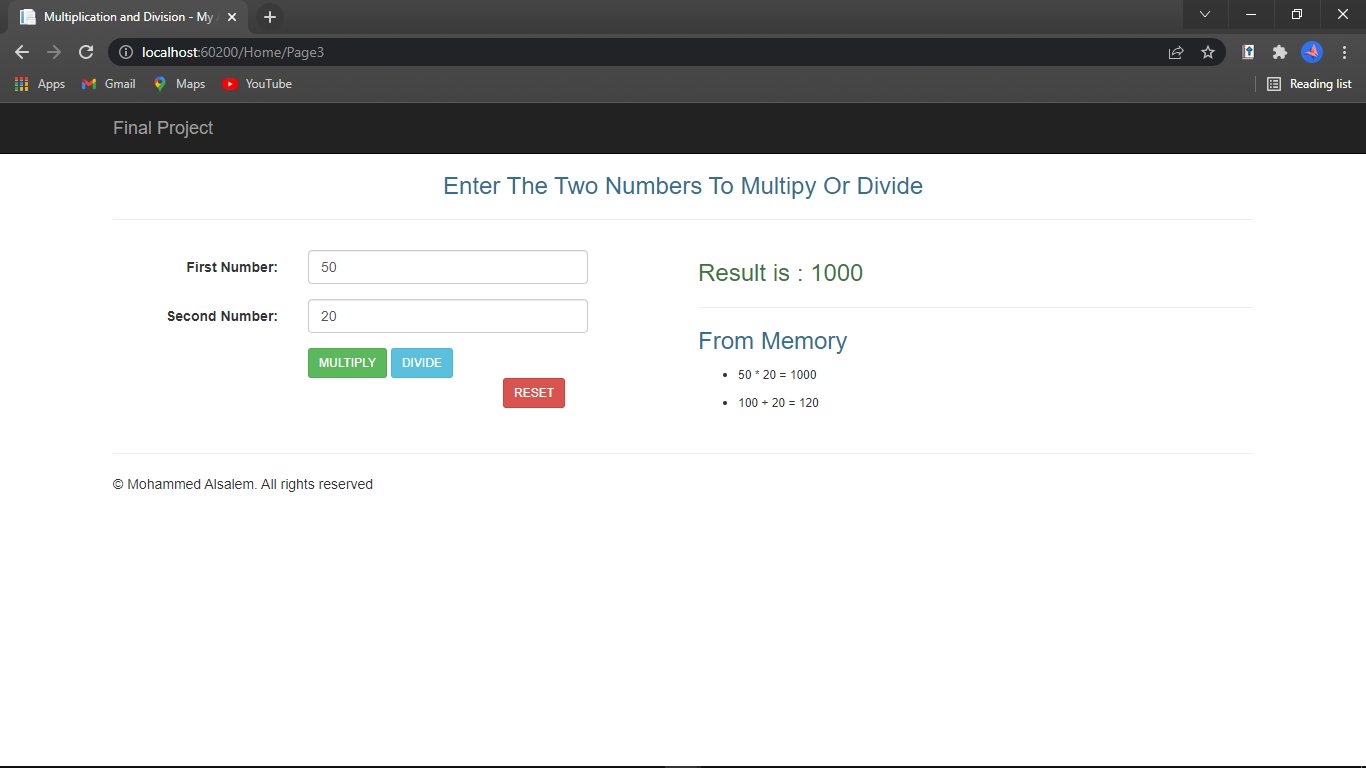 Multiplication and Division - My
localhost:60200/Home/Page3
Apps Gmail Maps YouTube Reading list
Final Project
Enter The Two Numbers To Multipy Or Divide
First Number: 50
Second Number: 20
MULTIPLY DIVIDE
RESET
Result is : 1000
From Memory
50 * 20 = 1000
100 + 20 = 120
© Mohammed Alsalem. All rights reserved